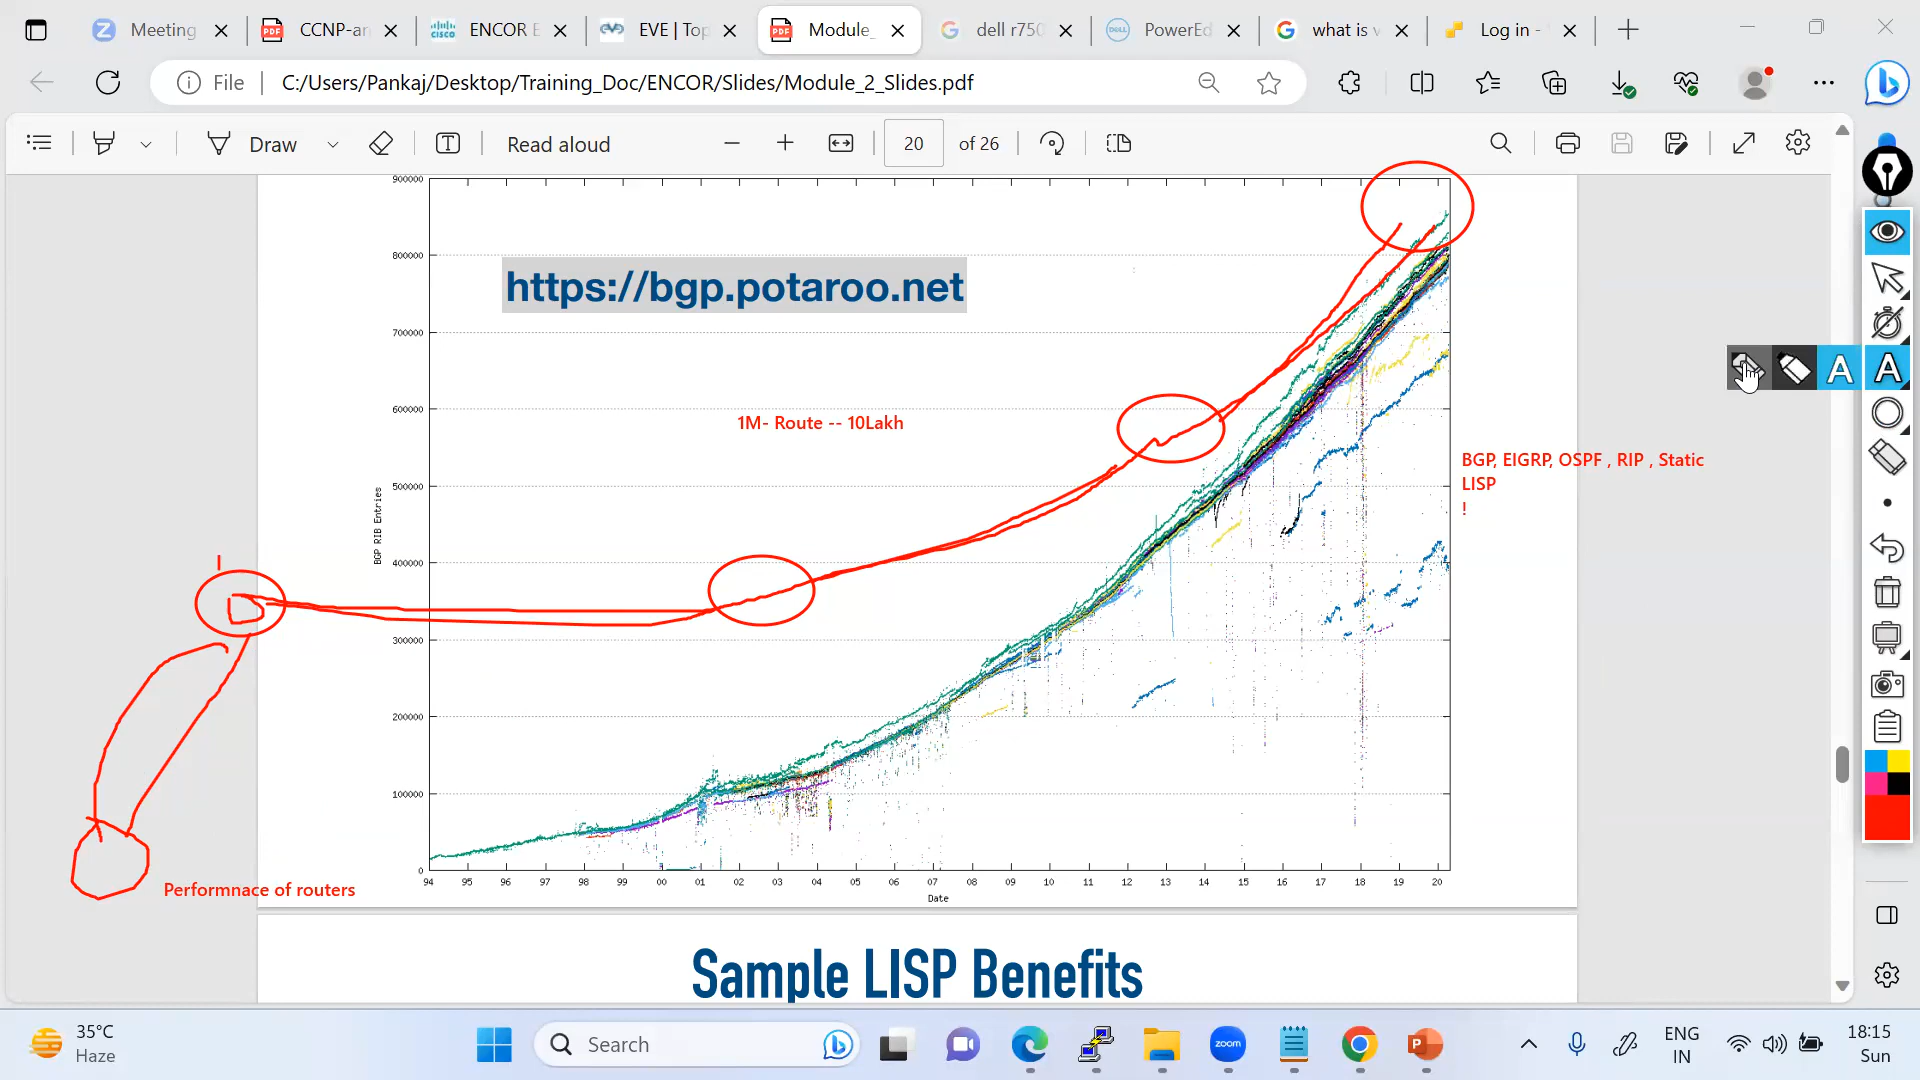 Meeting
CCNP-an
ENCOR E
EVE | Top
Module_
dell r750
PowerEd
what is v
Log in -
File
C:/Users/Pankaj/Desktop/Training_Doc/ENCOR/Slides/Module_2_Slides.pdf
Draw
Read aloud
20
of 26
900000
800000
700000
600000
500000
400000
300000
200000
100000
0
BGP RIB Entries
https://bgp.potaroo.net
1M- Route -- 10Lakh
BGP, EIGRP, OSPF , RIP , Static
LISP
!
Performnace of routers
94 95 96 97 98 99 00 01 02 03 04 05 06 07 08 09 10 11 12 13 14 15 16 17 18 19 20
Date
Sample LISP Benefits
35°C
Haze
Search
zoom
ENG
IN
18:15
Sun